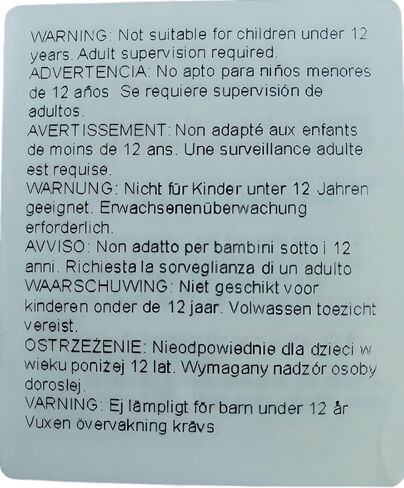 WARNING: Not suitable for children under 12
years. Adult supervision required.
ADVERTENCIA: No apto para niños menores
de 12 años Se requiere supervisión de
adultos.
AVERTISSEMENT: Non adapté aux enfants
de moins de 12 ans. Une surveillance adulte
est requise.
WARNUNG: Nicht für Kinder unter 12 Jahren
geeignet. Erwachsenenüberwachung
erforderlich.
AVVISO: Non adatto per bambini sotto i 12
anni. Richiesta la sorveglianza di un adulto
WAARSCHUWING: Niet geschikt voor
kinderen onder de 12 jaar. Volwassen toezicht
vereist.
OSTRZEŻENIE: Nieodpowiednie dla dzieci w
wieku poniżej 12 lat. Wymagany nadzór osoby
dorosłej.
VARNING: Ej lämpligt för barn under 12 år
Vuxen övervakning krävs